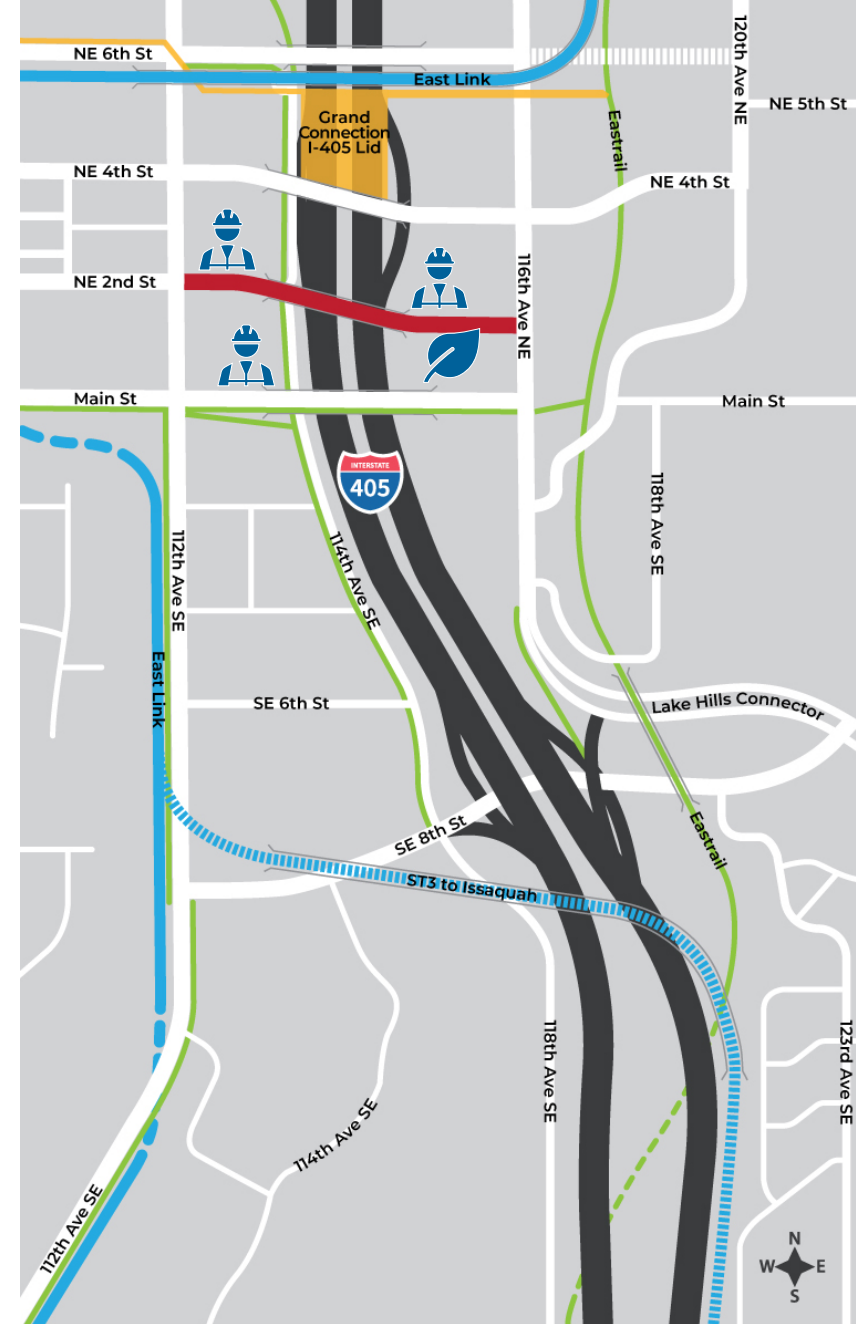 NE 6th St
120th Ave NE
East Link
NE 5th St
Grand
Connection
I-405 Lid
Eastrail
NE 4th St
NE 4th St
NE 2nd St
116th Ave NE
Main St
Main St
INTERSTATE
405
118th Ave SE
112th Ave SE
114th Ave SE
East Link
SE 6th St
Lake Hills Connector
SE 8th St
Eastrail
ST3 to Issaquah
118th Ave SE
123rd Ave SE
114th Ave SE
112th Ave SE
N
W E
S